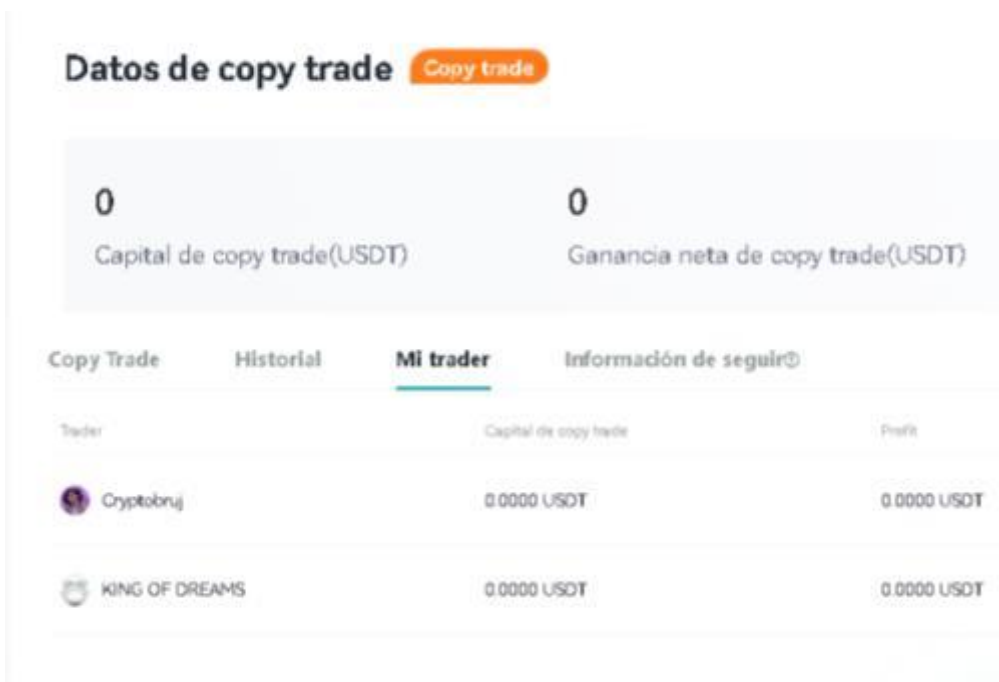 Datos de copy trade Copy trade
0 0
Capital de copy trade(USDT) Ganancia neta de copy trade(USDT)
Copy Trade Historial Mi trader Información de seguir
Trader Capital de copy trade Profit
Cryptobruj 0.0000 USDT 0.0000 USDT
KING OF DREAMS 0.0000 USDT 0.0000 USDT